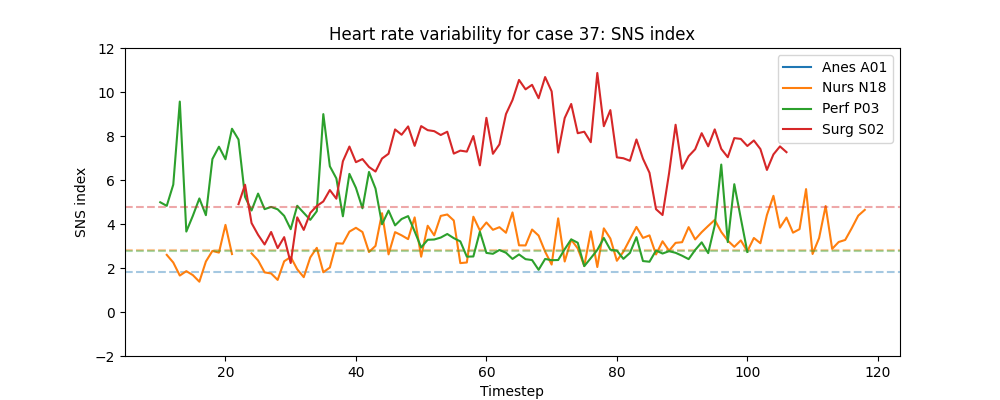 Heart rate variability for case 37: SNS index
12
10
8
6
4
2
0
−2
SNS index
20
40
60
80
100
120
Timestep
Anes A01
Nurs N18
Perf P03
Surg S02